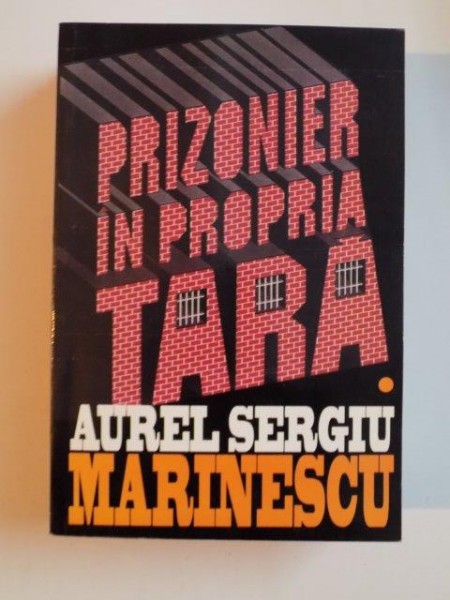 PRIZONIER
ÎN PROPRIA
ȚARĂ
AUREL SERGIU
MARINESCU